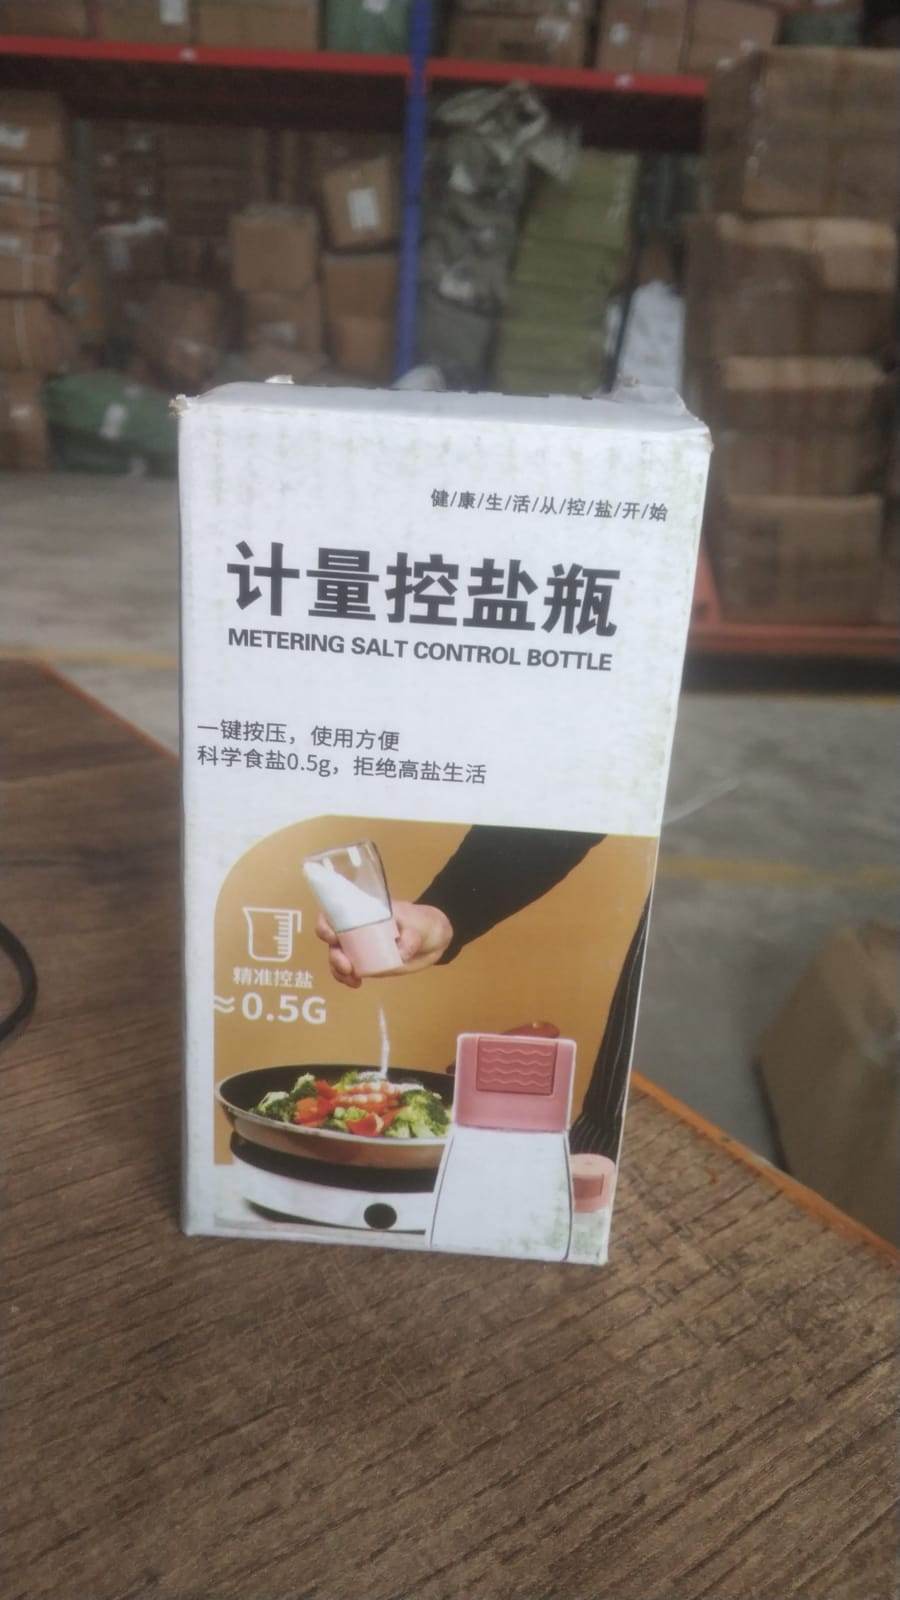 健/康/生/活/从/控/盐/开/始
计量控盐瓶
METERING SALT CONTROL BOTTLE
一键按压，使用方便
科学食盐0.5g，拒绝高盐生活
精准控盐
≈0.5G